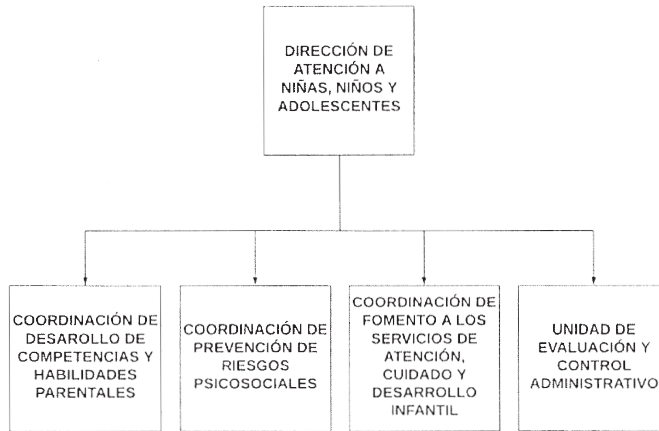 DIRECCIÓN DE
ATENCIÓN A
NIÑAS, NIÑOS Y
ADOLESCENTES
COORDINACIÓN DE
DESAROLLO DE
COMPETENCIAS Y
HABILIDADES
PARENTALES
COORDINACIÓN DE
PREVENCIÓN DE
RIESGOS
PSICOSOCIALES
COORDINACIÓN DE
FOMENTO A LOS
SERVICIOS DE
ATENCIÓN,
CUIDADO Y
DESARROLLO
INFANTIL
UNIDAD DE
EVALUACIÓN Y
CONTROL
ADMINISTRATIVO